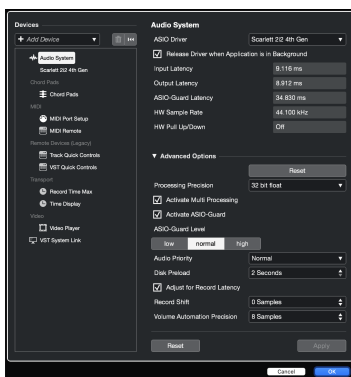 Devices
+ Add Device
Audio System
Scarlett 2i2 4th Gen
Chord Pads
Chord Pads
MIDI
MIDI Port Setup
MIDI Remote
Remote Devices (Legacy)
Track Quick Controls
VST Quick Controls
Transport
Record Time Max
Time Display
Video
Video Player
VST System Link
Audio System
ASIO Driver Scarlett 2i2 4th Gen
Release Driver when Application is in Background
Input Latency 9.116 ms
Output Latency 8.912 ms
ASIO-Guard Latency 34.830 ms
HW Sample Rate 44.100 kHz
HW Pull Up/Down Off
Advanced Options
Reset
Processing Precision 32 bit float
Activate Multi Processing
Activate ASIO-Guard
ASIO-Guard Level
low normal high
Audio Priority Normal
Disk Preload 2 Seconds
Adjust for Record Latency
Record Shift 0 Samples
Volume Automation Precision 8 Samples
Reset Apply
Cancel OK